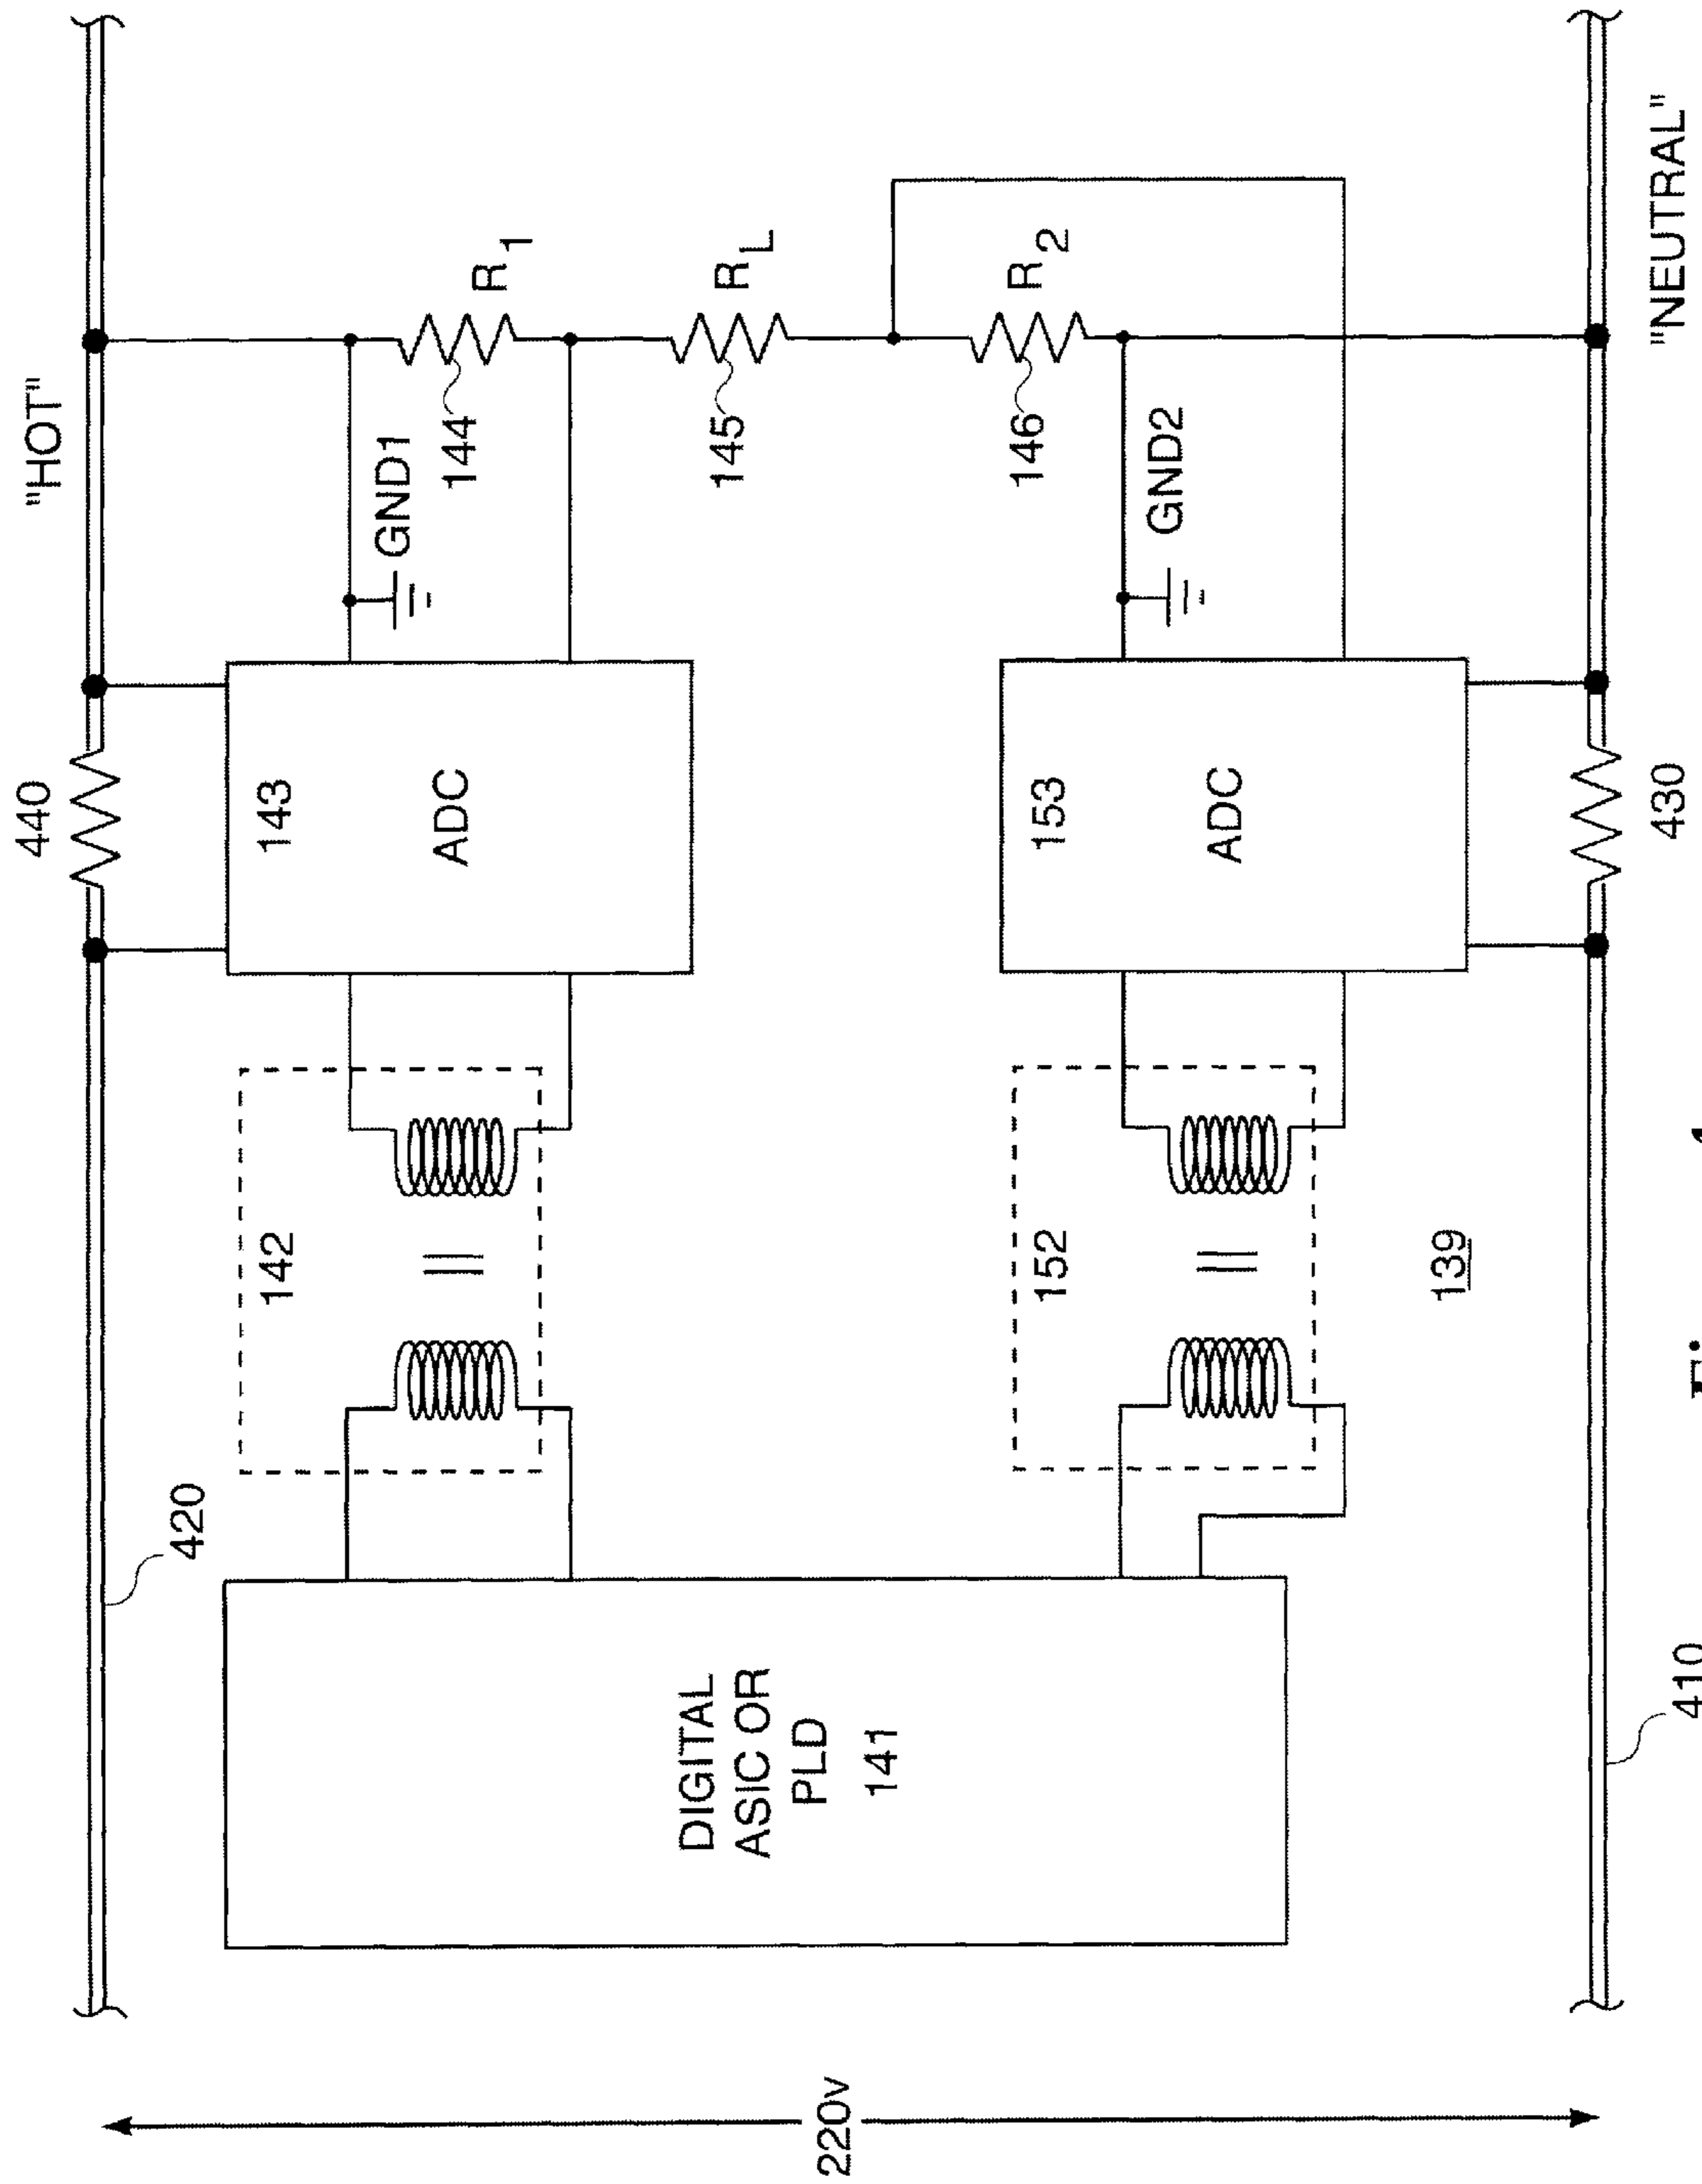 "HOT"
440
420
143
ADC
GND1
R1
144
142
RL
145
220v
DIGITAL
ASIC OR
PLD
141
R2
146
GND2
153
ADC
152
139
430
"NEUTRAL"
410